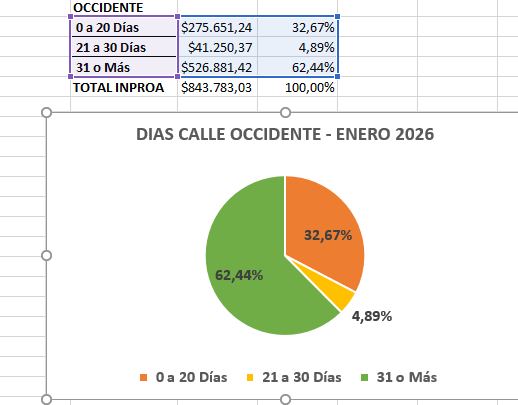 OCCIDENTE
0 a 20 Días $275.651,24 32,67%
21 a 30 Días $41.250,37 4,89%
31 o Más $526.881,42 62,44%
TOTAL INPROA $843.783,03 100,00%
DIAS CALLE OCCIDENTE - ENERO 2026
32,67%
62,44%
4,89%
0 a 20 Días 21 a 30 Días 31 o Más